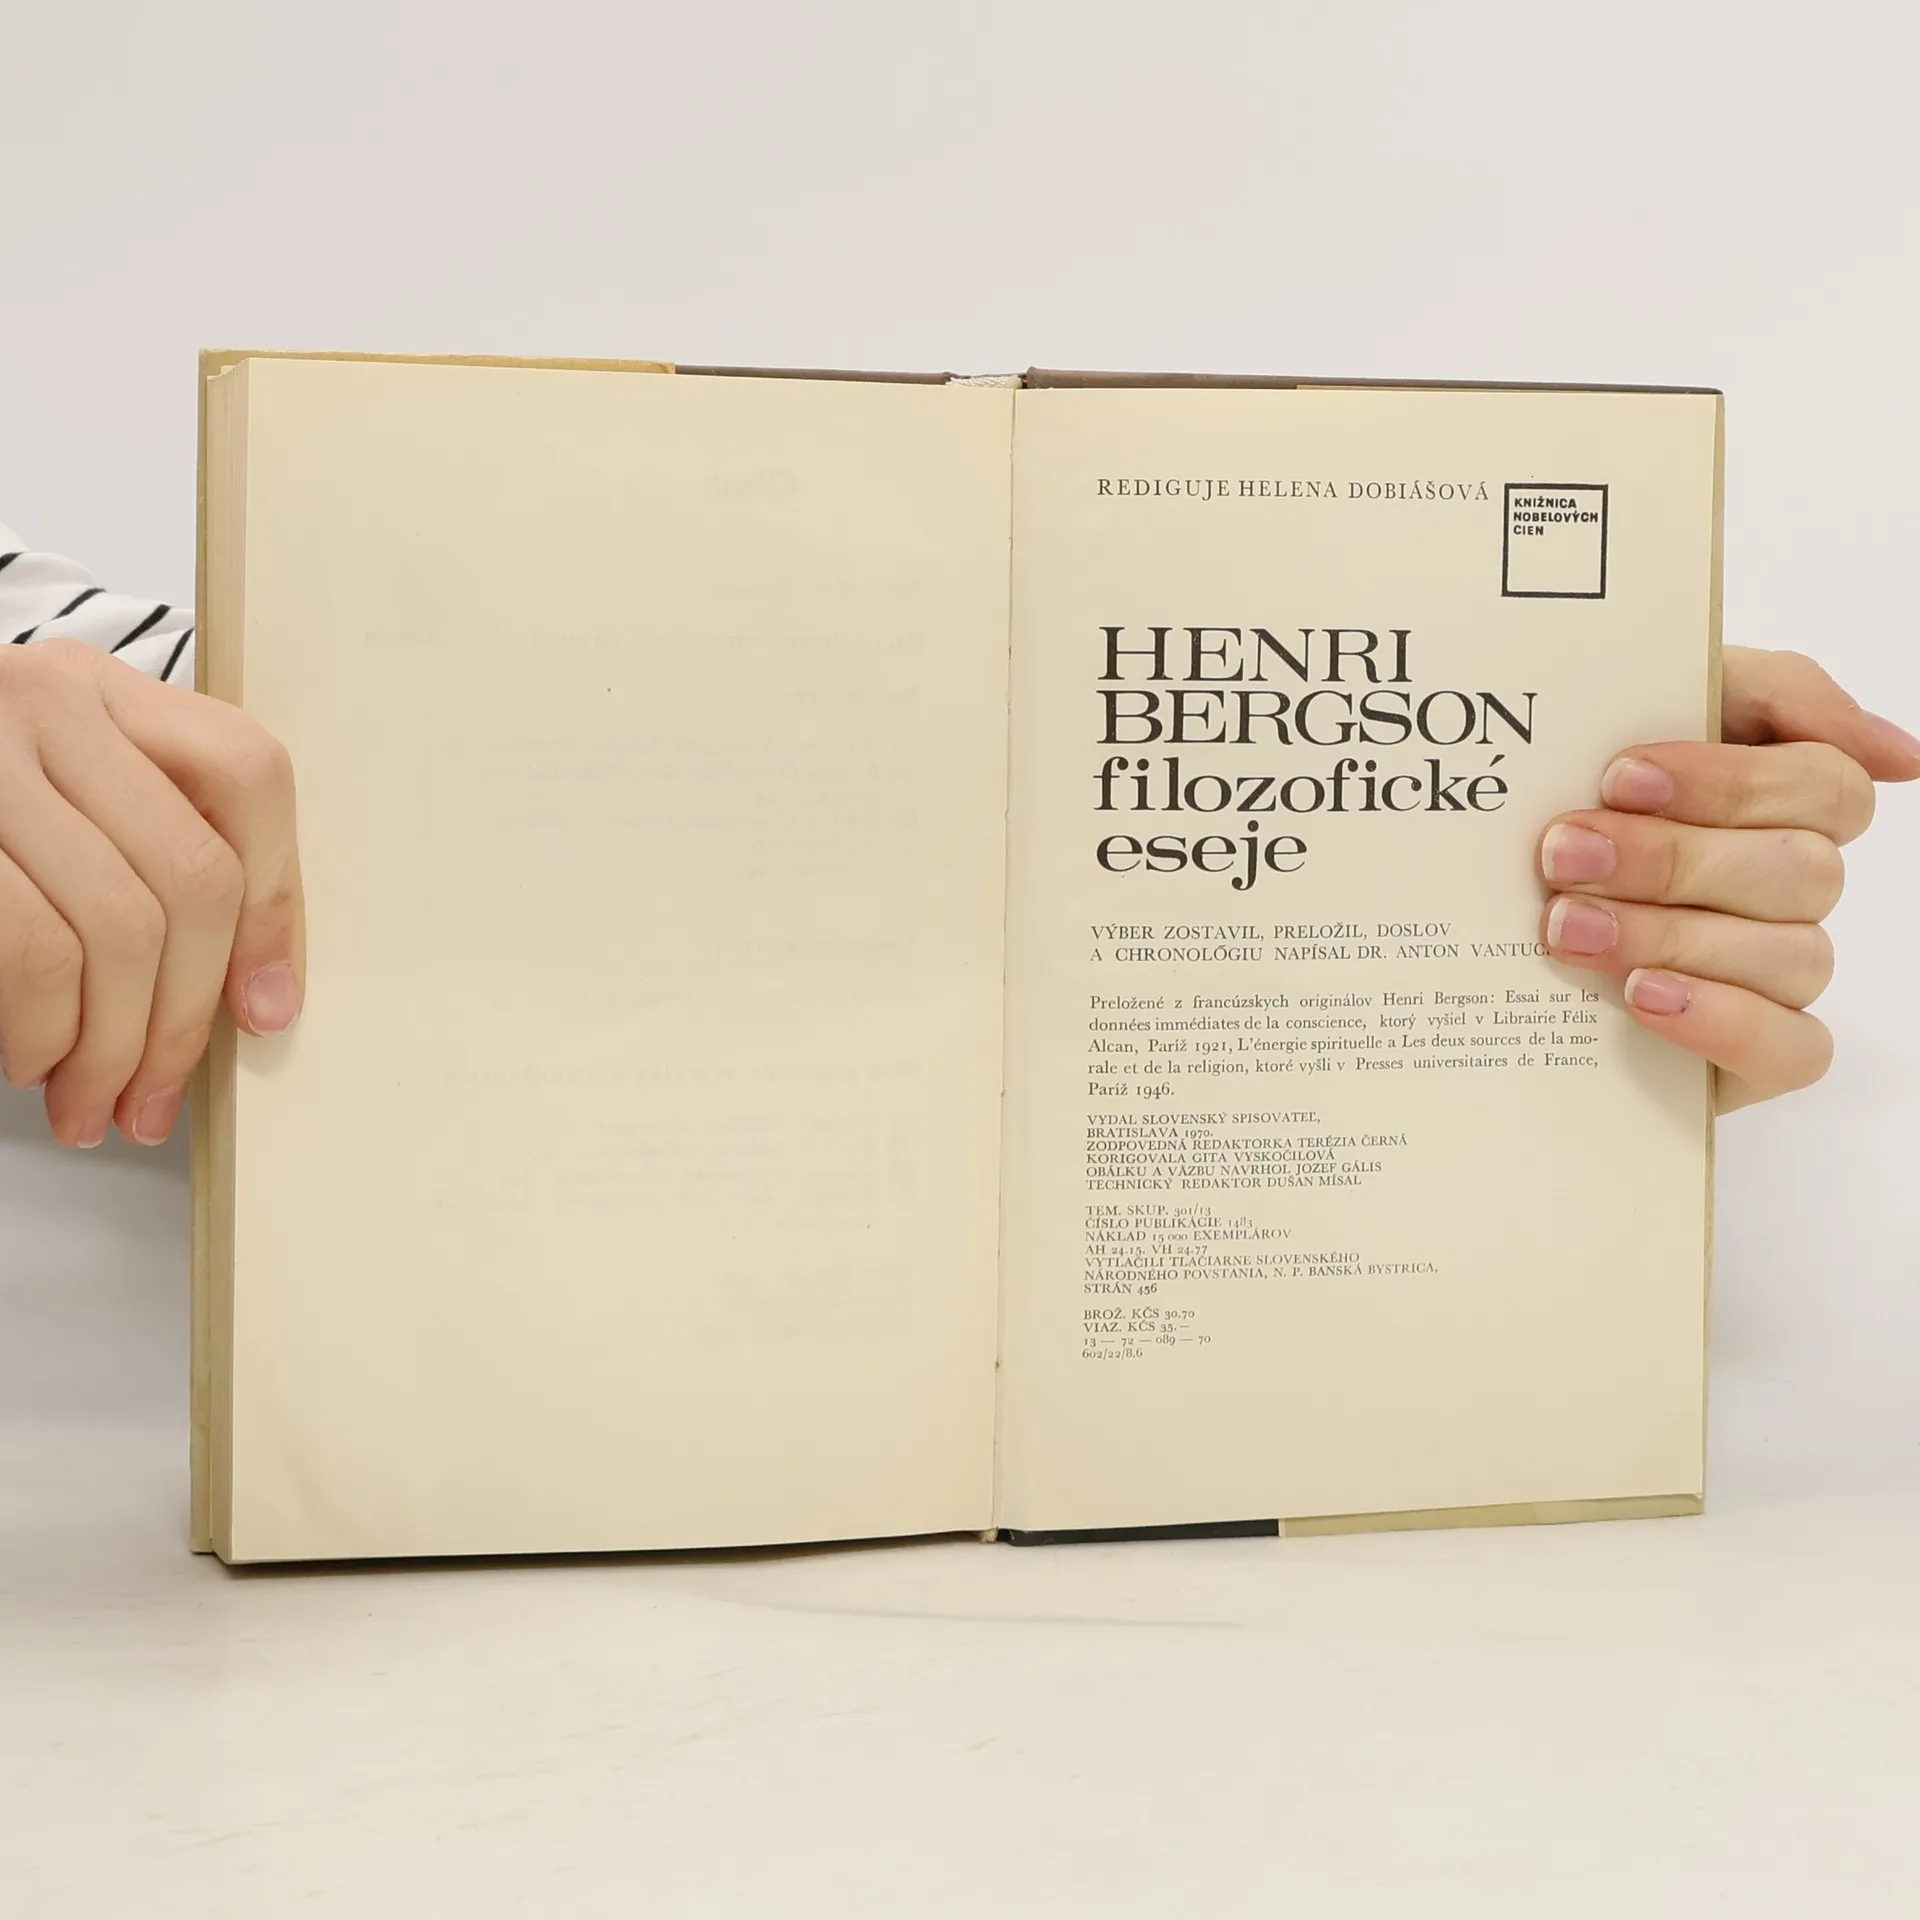 REDIGUJE HELENA DOBIÁŠOVÁ
KNIŽNICA
NOBELOVÝCH
CIEN
HENRI
BERGSON
filozofické
eseje
VÝBER ZOSTAVIL, PRELOŽIL, DOSLOV
A CHRONOLÓGIU NAPÍSAL DR. ANTON
Preložené z francúzskych originálov Henri Bergson: Essai sur les
données immédiates de la conscience, ktorý vyšiel v Librairie Félix
Alcan, Paríž 1921, L'énergie spirituelle a Les deux sources de la mo-
rale et de la religion, ktoré vyšli v Presses universitaires de France,
Paríž 1946.
VYDAL SLOVENSKÝ SPISOVATEĽ,
BRATISLAVA 1970.
ZODPOVEDNÁ REDAKTORKA TERÉZIA ČERNÁ
KORIGOVALA GITA VYSKOČILOVÁ
OBÁLKU A VÄZBU NAVRHOL JOZEF GÁLIS
TECHNICKÝ REDAKTOR DUŠAN MÍSAL
TEM. SKUP. 301/13
ČÍSLO PUBLIKÁCIE 1483
NÁKLAD 15 000 EXEMPLÁROV
AH 24.15. VH 24.77
VYTLAČILI TLAČIARNE SLOVENSKÉHO
NÁRODNÉHO POVSTANIA, N. P. BANSKÁ BYSTRICA,
STRÁN 456
BROŽ. KČS 30.70
VIAZ. KČS 35.—
13 — 72 — 089 — 70
602/22/8.6